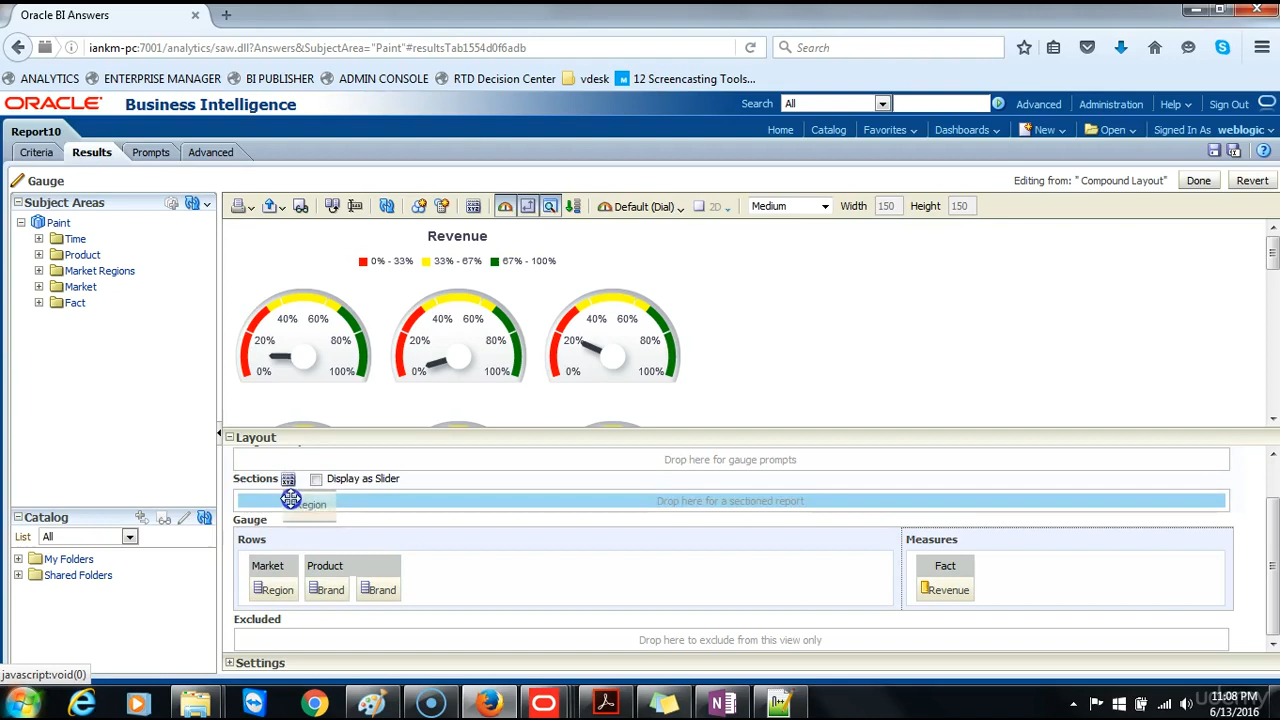 Oracle BI Answers
iankm-pc:7001/analytics/saw.dll?Answers&SubjectArea="Paint"#resultsTab1554d0f6adb
Search
ANALYTICS ENTERPRISE MANAGER BI PUBLISHER ADMIN CONSOLE RTD Decision Center vdesk 12 Screencasting Tools...
ORACLE Business Intelligence
Search All Advanced Administration Help Sign Out
Report10
Home Catalog Favorites Dashboards New Open Signed In As weblogic
Criteria Results Prompts Advanced
Gauge
Editing from: "Compound Layout" Done Revert
Subject Areas
Default (Dial) 2D Medium Width 150 Height 150
Paint
Time
Product
Market Regions
Market
Fact
Revenue
0% - 33% 33% - 67% 67% - 100%
40% 60% 40% 60% 40% 60%
20% 80% 20% 80% 20% 80%
0% 100% 0% 100% 0% 100%
Layout
Drop here for gauge prompts
Sections Display as Slider
Region
Drop here for a sectioned report
Gauge
Rows Measures
Market Product Fact
Region Brand Brand Revenue
Excluded
Drop here to exclude from this view only
Settings
Catalog
List All
My Folders
Shared Folders
javascript:void(0)
11:08 PM
6/13/2016
udemy